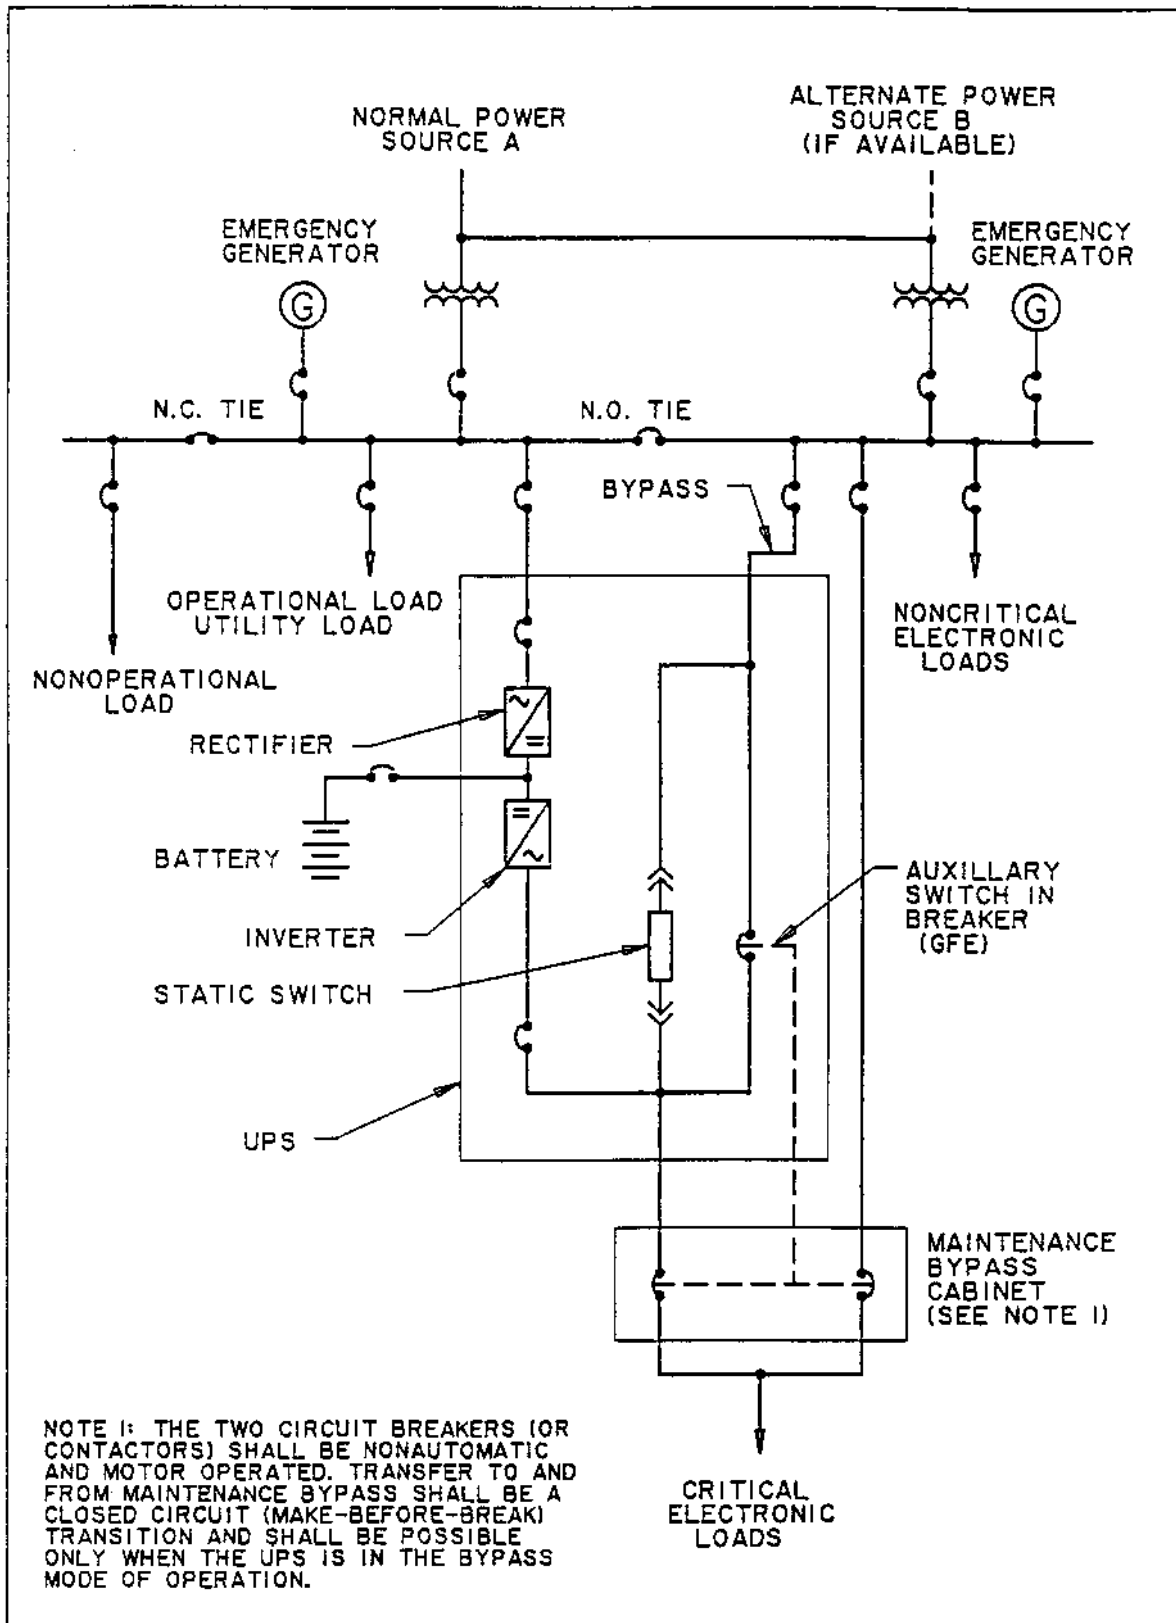 NORMAL POWER
SOURCE A
ALTERNATE POWER
SOURCE B
(IF AVAILABLE)
EMERGENCY
GENERATOR
EMERGENCY
GENERATOR
G
G
N.C. TIE
N.O. TIE
BYPASS
OPERATIONAL LOAD
UTILITY LOAD
NONCRITICAL
ELECTRONIC
LOADS
NONOPERATIONAL
LOAD
RECTIFIER
BATTERY
AUXILLARY
SWITCH IN
BREAKER
(GFE)
INVERTER
STATIC SWITCH
UPS
MAINTENANCE
BYPASS
CABINET
(SEE NOTE 1)
NOTE 1: THE TWO CIRCUIT BREAKERS (OR
CONTACTORS) SHALL BE NONAUTOMATIC
AND MOTOR OPERATED. TRANSFER TO AND
FROM MAINTENANCE BYPASS SHALL BE A
CLOSED CIRCUIT (MAKE-BEFORE-BREAK)
TRANSITION AND SHALL BE POSSIBLE
ONLY WHEN THE UPS IS IN THE BYPASS
MODE OF OPERATION.
CRITICAL
ELECTRONIC
LOADS